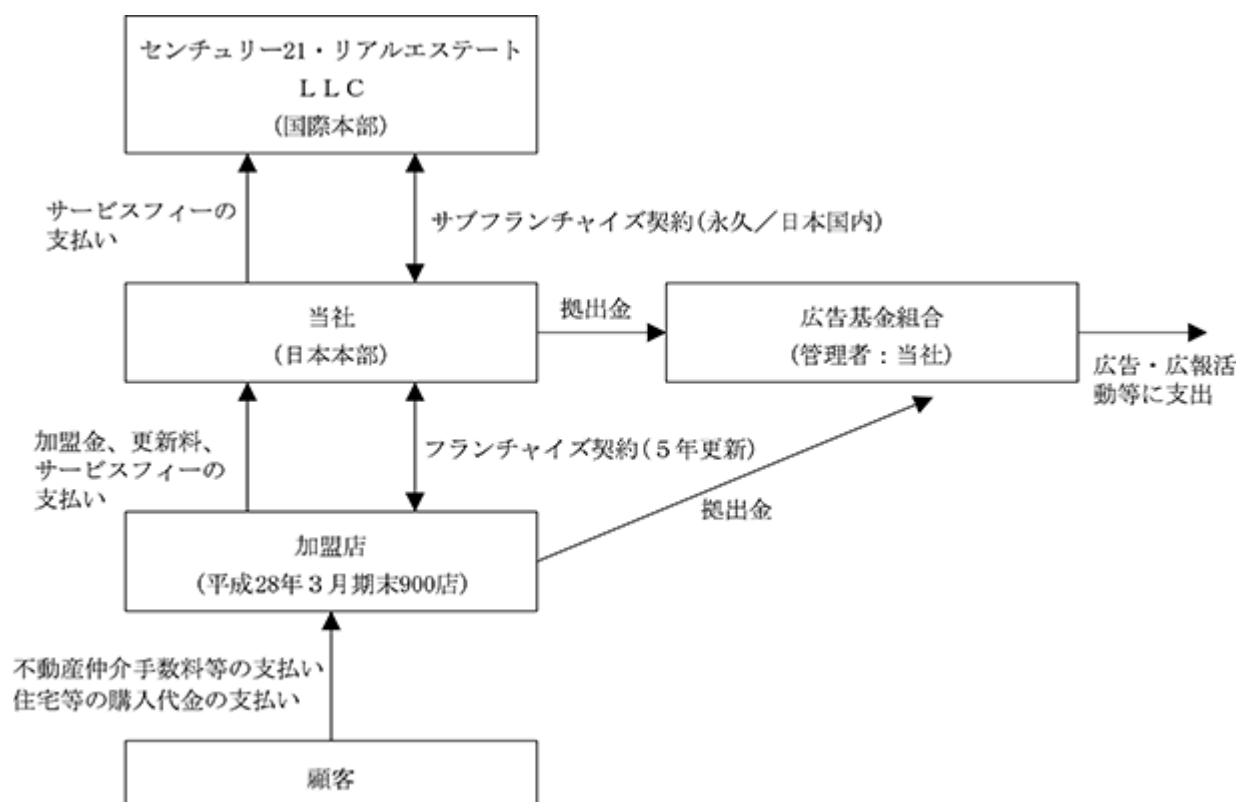 センチュリー21・リアルエステート
ＬＬＣ
(国際本部)
サービスフィーの
支払い
サブフランチャイズ契約(永久／日本国内)
当社
(日本本部)
拠出金
広告基金組合
(管理者：当社)
広告・広報活
動等に支出
加盟金、更新料、
サービスフィーの
支払い
フランチャイズ契約(５年更新)
拠出金
加盟店
(平成28年３月期末900店)
不動産仲介手数料等の支払い
住宅等の購入代金の支払い
顧客